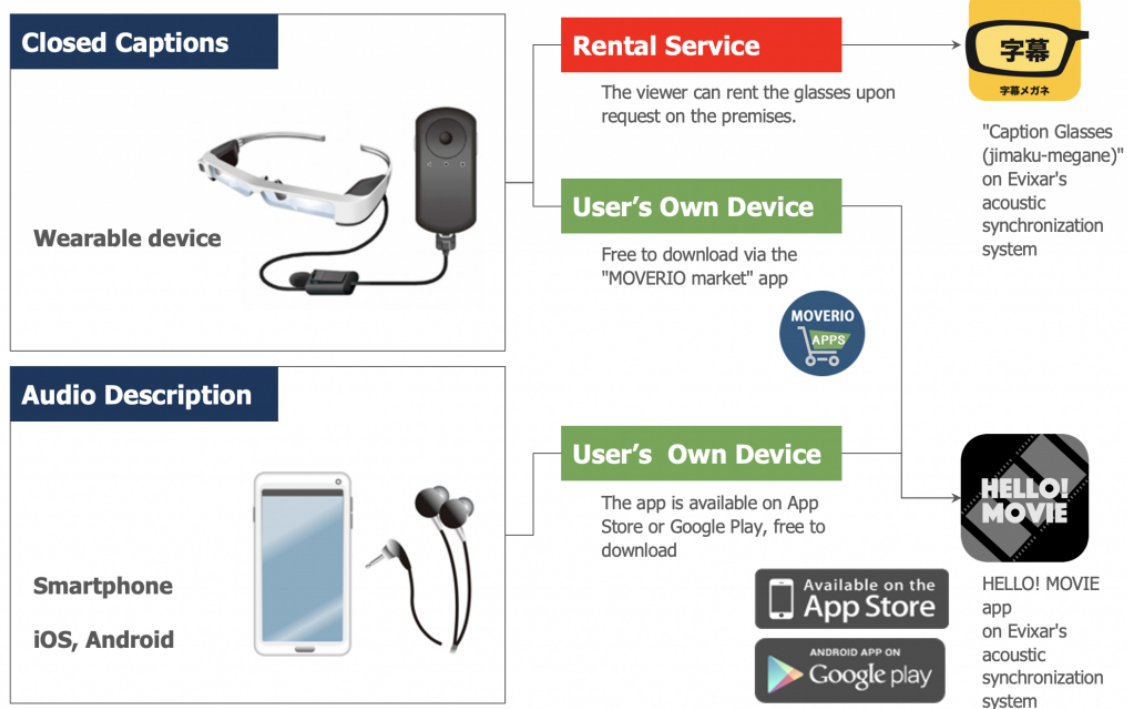 Closed Captions
Wearable device
Rental Service
The viewer can rent the glasses upon
request on the premises.
User’s Own Device
Free to download via the
"MOVERIO market" app
MOVERIO
APPS
字幕
字幕メガネ
"Caption Glasses
(jimaku-megane)"
on Evixar's
acoustic
synchronization
system
Audio Description
Smartphone
iOS, Android
User’s  Own Device
The app is available on App
Store or Google Play, free to
download
Available on the
App Store
ANDROID APP ON
Google play
HELLO!
MOVIE
HELLO! MOVIE
app
on Evixar's
acoustic
synchronization
system